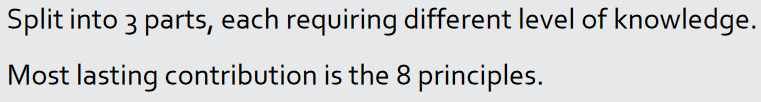 Split into 3 parts, each requiring different level of knowledge.
Most lasting contribution is the 8 principles.